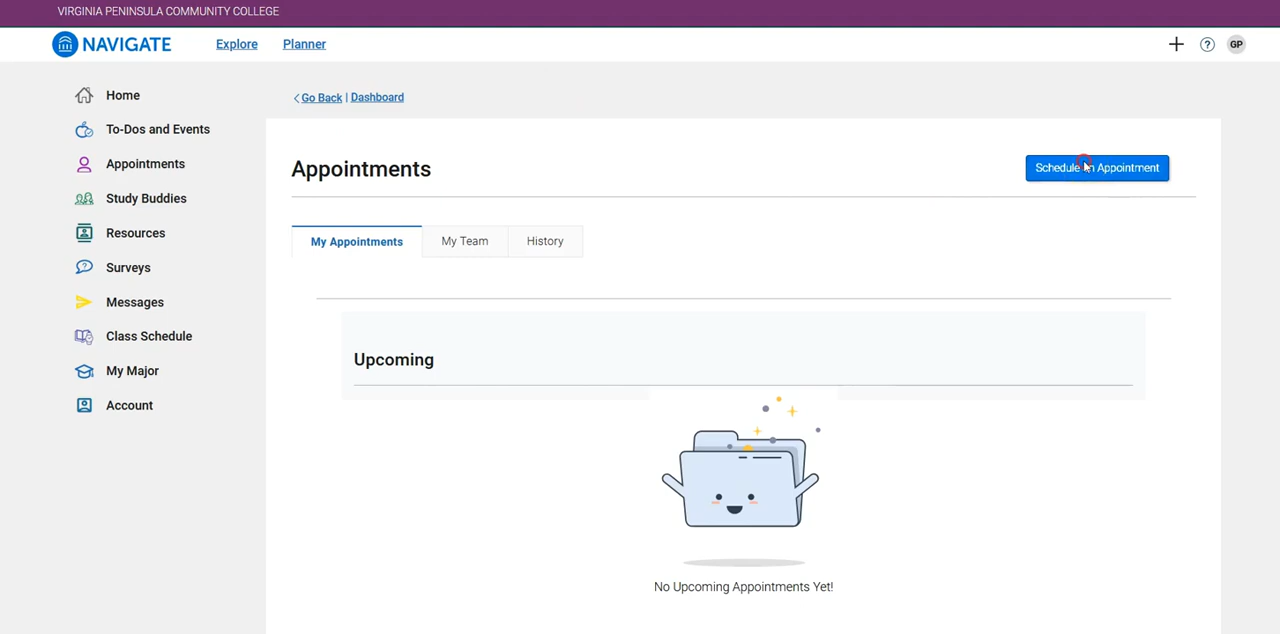 VIRGINIA PENINSULA COMMUNITY COLLEGE
NAVIGATE Explore Planner GP
Home
To-Dos and Events
Appointments
Study Buddies
Resources
Surveys
Messages
Class Schedule
My Major
Account
Go Back | Dashboard
Appointments
Schedule an Appointment
My Appointments My Team History
Upcoming
No Upcoming Appointments Yet!